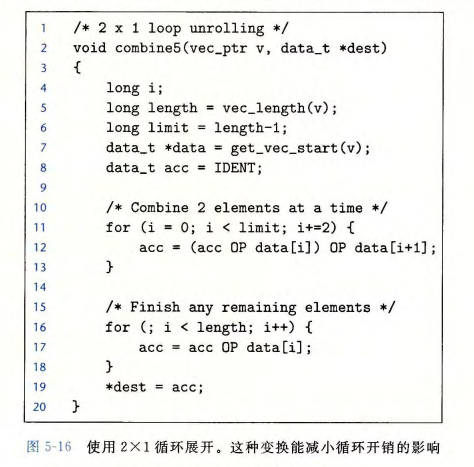 1 /* 2 x 1 loop unrolling */
2 void combine5(vec_ptr v, data_t *dest)
3 {
4     long i;
5     long length = vec_length(v);
6     long limit = length-1;
7     data_t *data = get_vec_start(v);
8     data_t acc = IDENT;
9
10     /* Combine 2 elements at a time */
11     for (i = 0; i < limit; i+=2) {
12         acc = (acc OP data[i]) OP data[i+1];
13     }
14
15     /* Finish any remaining elements */
16     for (; i < length; i++) {
17         acc = acc OP data[i];
18     }
19     *dest = acc;
20 }
图 5-16 使用 2×1 循环展开。这种变换能减小循环开销的影响